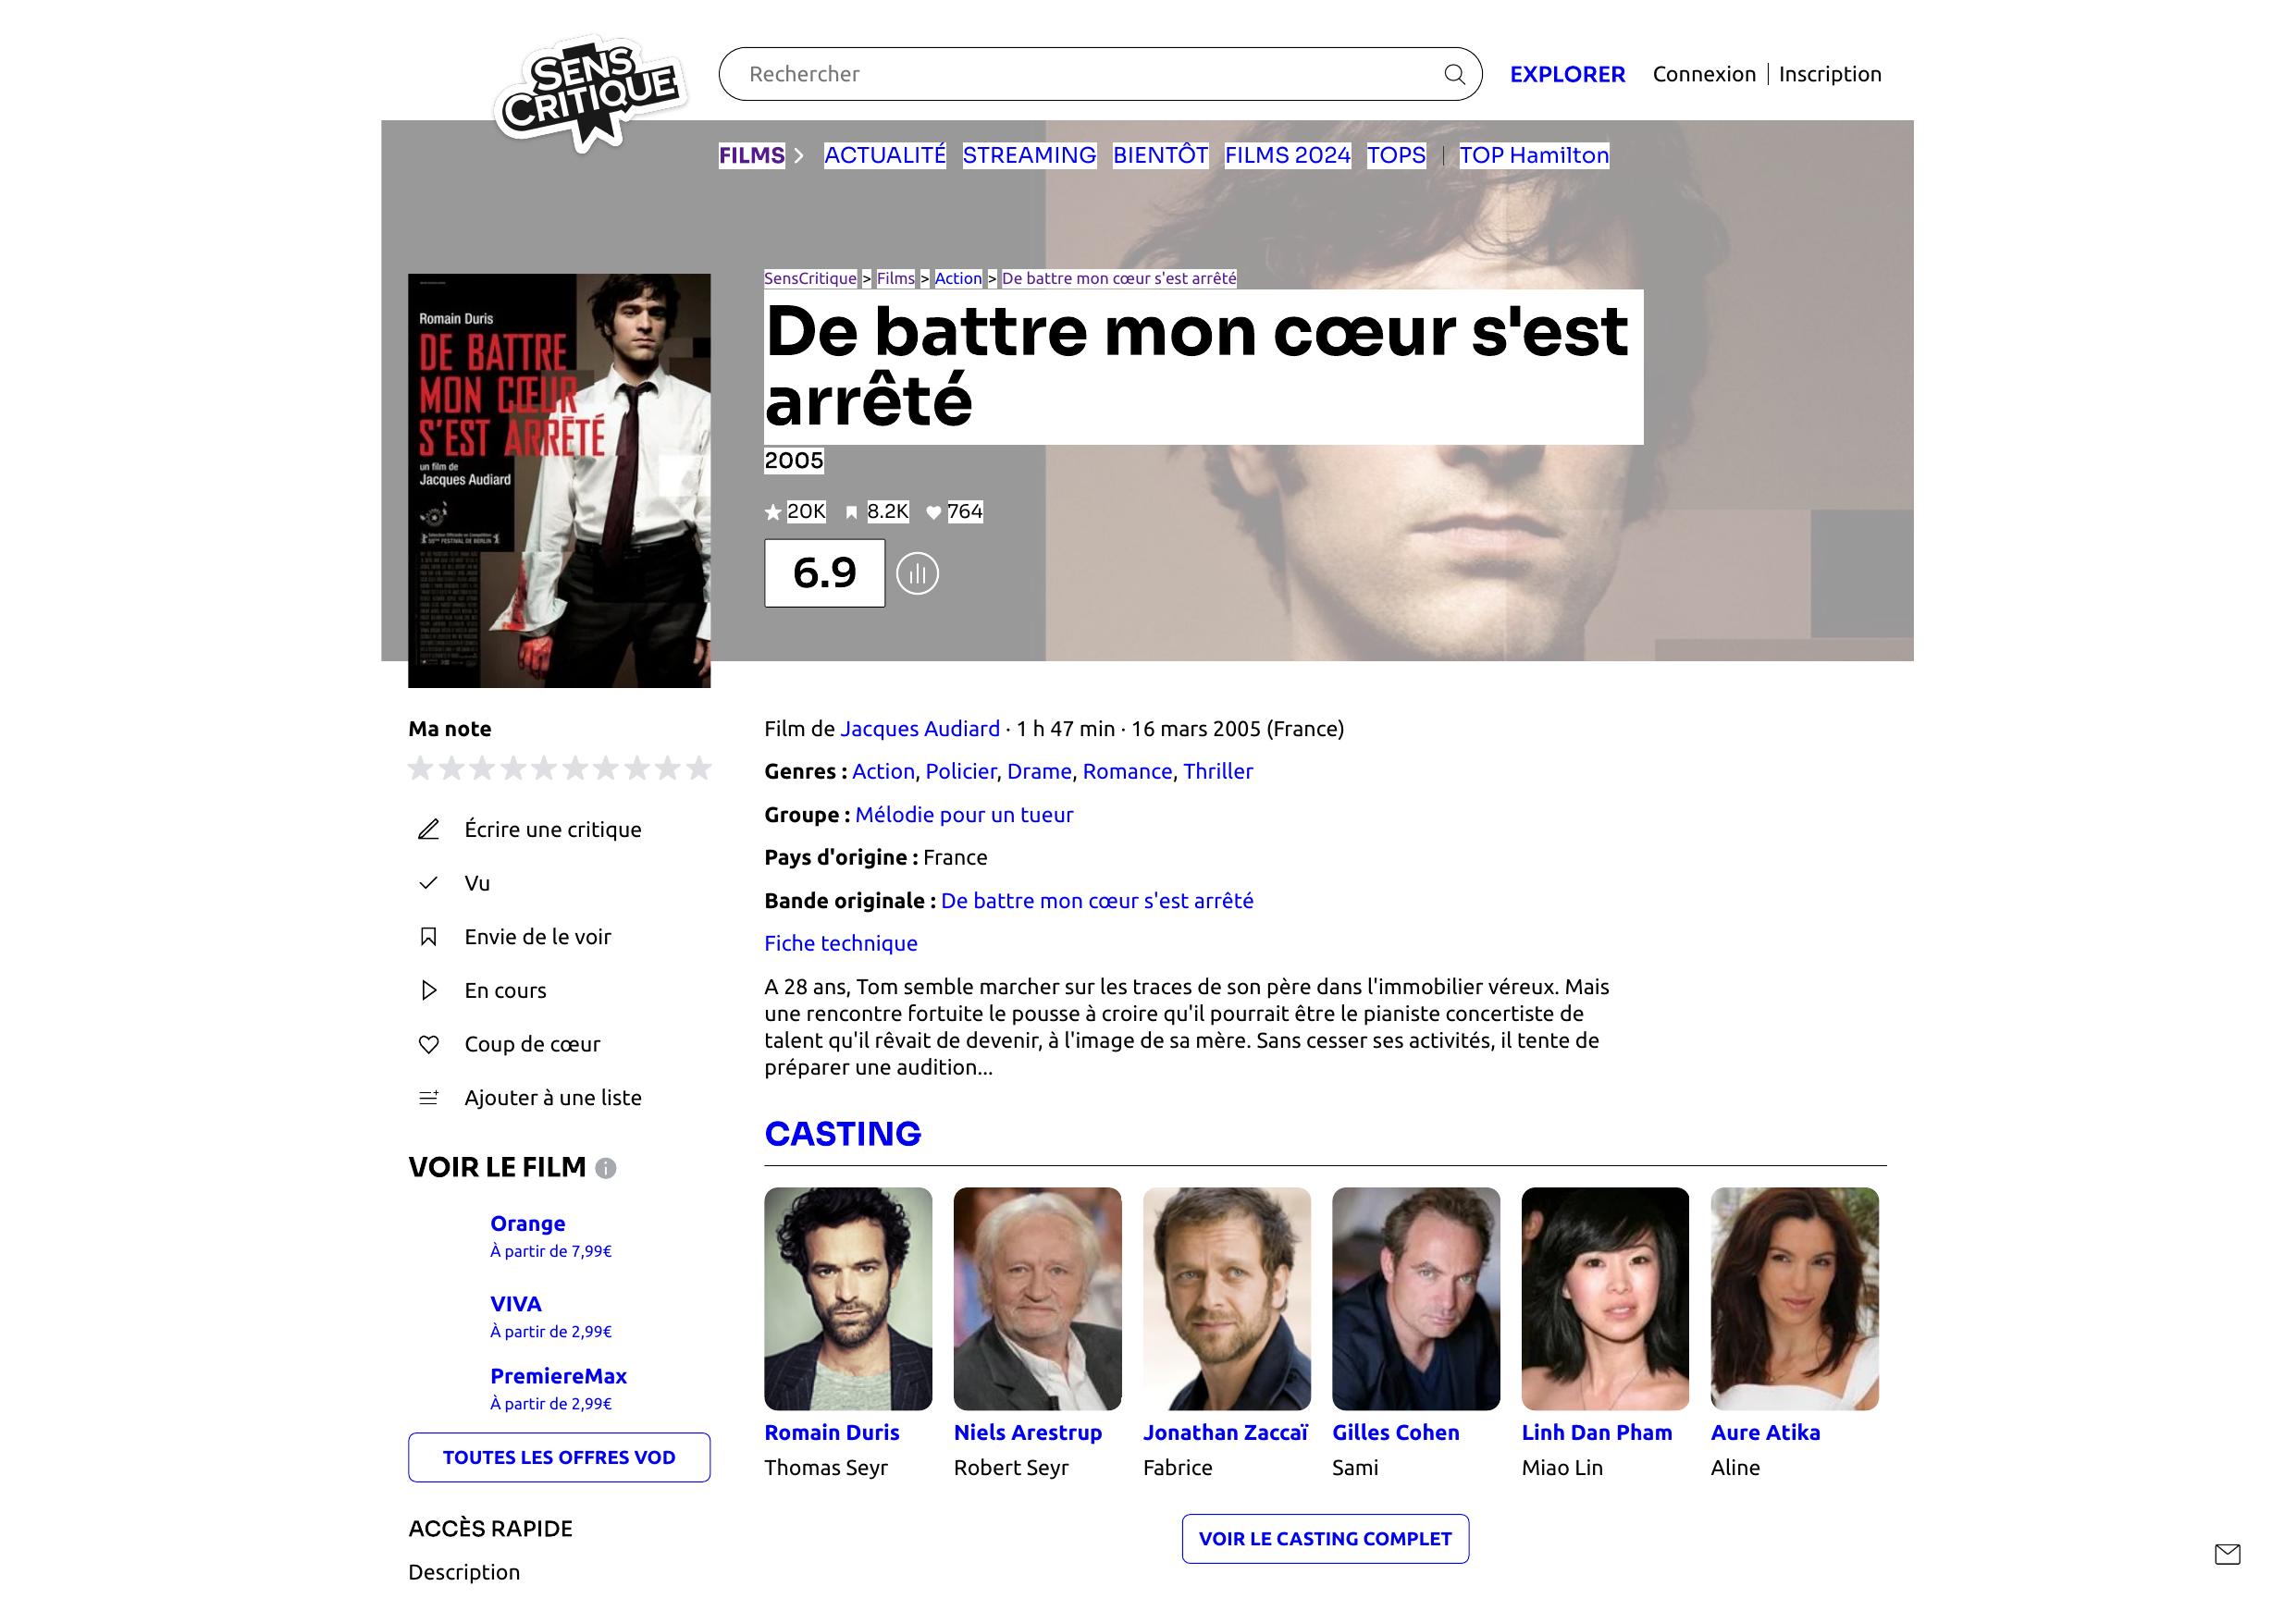 SENS
CRITIQUE
Rechercher
EXPLORER
Connexion
Inscription
FILMS
ACTUALITÉ
STREAMING
BIENTÔT
FILMS 2024
TOPS
TOP Hamilton
SensCritique > Films > Action > De battre mon cœur s'est arrêté
De battre mon cœur s'est
arrêté
2005
20K
8.2K
764
6.9
Romain Duris
DE BATTRE
MON CŒUR
S'EST ARRÊTÉ
un film de
Jacques Audiard
Ma note
Écrire une critique
Vu
Envie de le voir
En cours
Coup de cœur
Ajouter à une liste
VOIR LE FILM
Orange
À partir de 7,99€
VIVA
À partir de 2,99€
PremiereMax
À partir de 2,99€
TOUTES LES OFFRES VOD
ACCÈS RAPIDE
Description
Film de Jacques Audiard · 1 h 47 min · 16 mars 2005 (France)
Genres : Action, Policier, Drame, Romance, Thriller
Groupe : Mélodie pour un tueur
Pays d'origine : France
Bande originale : De battre mon cœur s'est arrêté
Fiche technique
A 28 ans, Tom semble marcher sur les traces de son père dans l'immobilier véreux. Mais
une rencontre fortuite le pousse à croire qu'il pourrait être le pianiste concertiste de
talent qu'il rêvait de devenir, à l'image de sa mère. Sans cesser ses activités, il tente de
préparer une audition...
CASTING
Romain Duris
Thomas Seyr
Niels Arestrup
Robert Seyr
Jonathan Zaccaï
Fabrice
Gilles Cohen
Sami
Linh Dan Pham
Miao Lin
Aure Atika
Aline
VOIR LE CASTING COMPLET